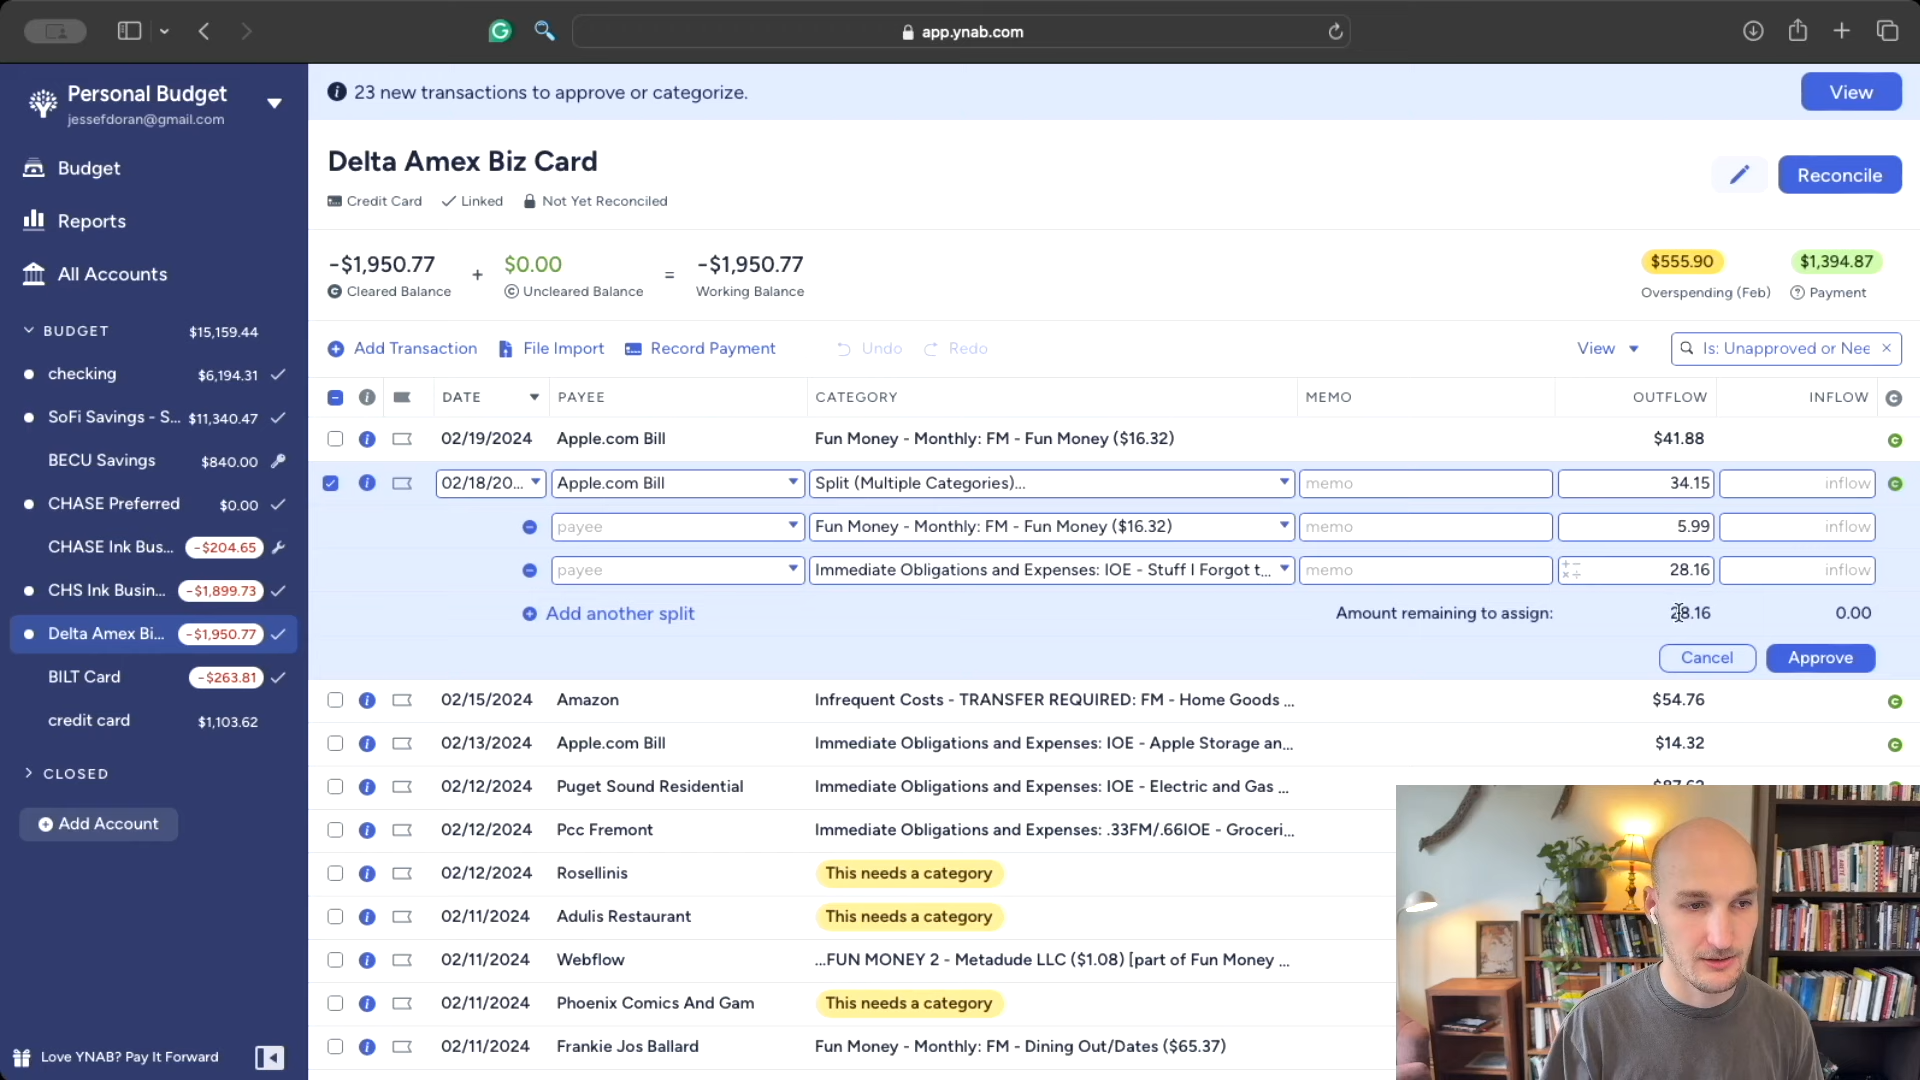 app.ynab.com
Personal Budget
jessefdoran@gmail.com
Budget
Reports
All Accounts
BUDGET $15,159.44
checking $6,194.31
SoFi Savings - S... $11,340.47
BECU Savings $840.00
CHASE Preferred $0.00
CHASE Ink Bus... -$204.65
CHS Ink Busin... -$1,899.73
Delta Amex Bi... -$1,950.77
BILT Card -$263.81
credit card $1,103.62
CLOSED
Add Account
Love YNAB? Pay It Forward
23 new transactions to approve or categorize.
View
Delta Amex Biz Card
Credit Card Linked Not Yet Reconciled
Reconcile
-$1,950.77 + $0.00 = -$1,950.77
Cleared Balance Uncleared Balance Working Balance
$555.90 $1,394.87
Overspending (Feb) Payment
Add Transaction File Import Record Payment Undo Redo View Is: Unapproved or Nee
DATE PAYEE CATEGORY MEMO OUTFLOW INFLOW
02/19/2024 Apple.com Bill Fun Money - Monthly: FM - Fun Money ($16.32) $41.88
02/18/20... Apple.com Bill Split (Multiple Categories)... memo 34.15 inflow
payee Fun Money - Monthly: FM - Fun Money ($16.32) memo 5.99 inflow
payee Immediate Obligations and Expenses: IOE - Stuff I Forgot t... memo 28.16 inflow
Add another split Amount remaining to assign: 28.16 0.00
Cancel Approve
02/15/2024 Amazon Infrequent Costs - TRANSFER REQUIRED: FM - Home Goods ... $54.76
02/13/2024 Apple.com Bill Immediate Obligations and Expenses: IOE - Apple Storage an... $14.32
02/12/2024 Puget Sound Residential Immediate Obligations and Expenses: IOE - Electric and Gas ... $87.62
02/12/2024 Pcc Fremont Immediate Obligations and Expenses: .33FM/.66IOE - Groceri...
02/12/2024 Rosellinis This needs a category
02/11/2024 Adulis Restaurant This needs a category
02/11/2024 Webflow ...FUN MONEY 2 - Metadude LLC ($1.08) [part of Fun Money ...
02/11/2024 Phoenix Comics And Gam This needs a category
02/11/2024 Frankie Jos Ballard Fun Money - Monthly: FM - Dining Out/Dates ($65.37)